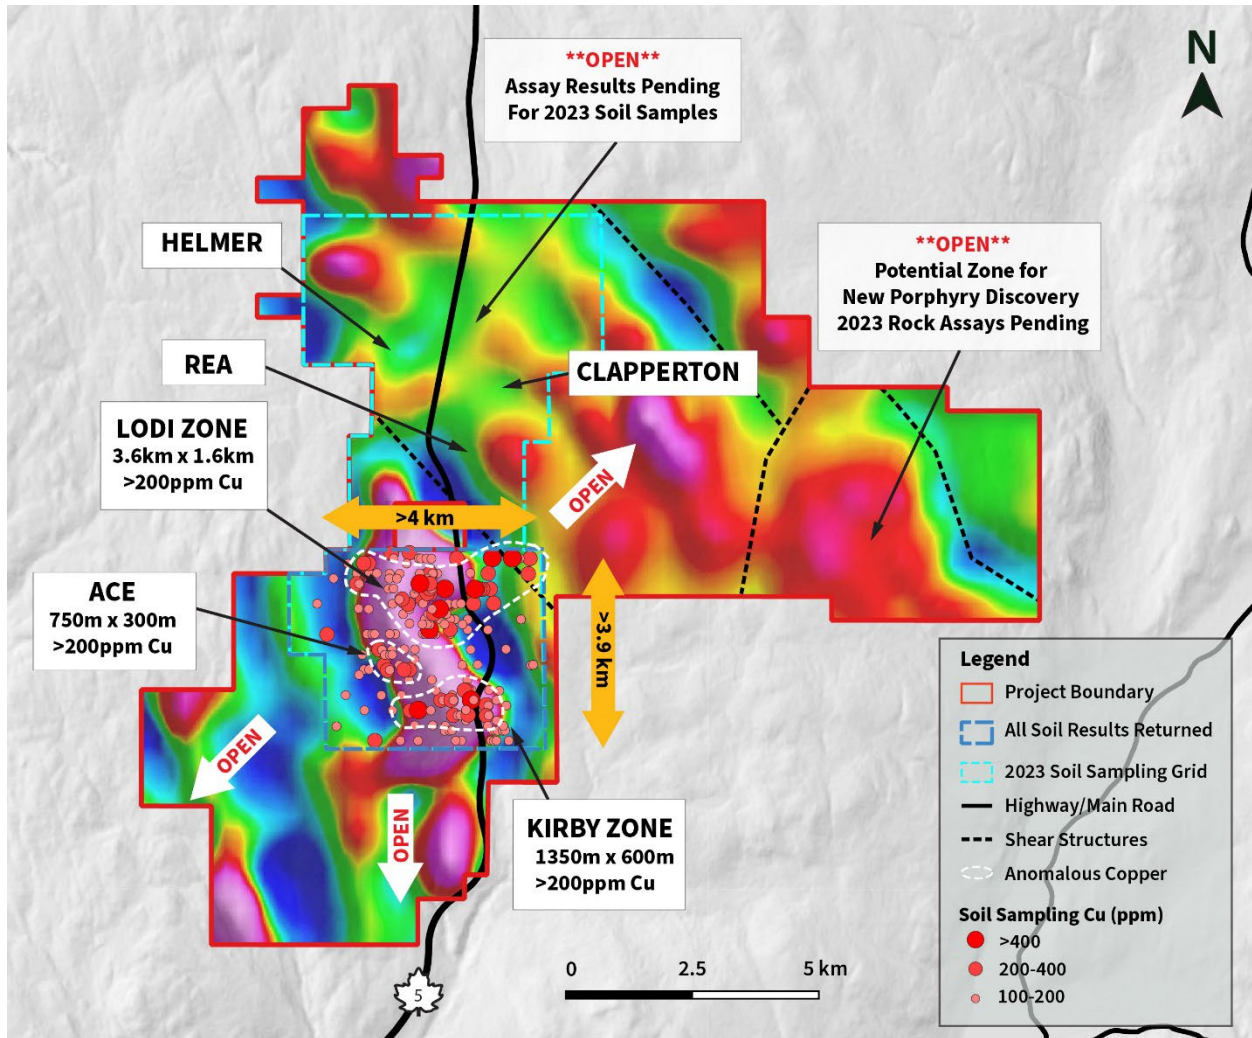 **OPEN**
Assay Results Pending
For 2023 Soil Samples
N
HELMER
**OPEN**
Potential Zone for
New Porphyry Discovery
2023 Rock Assays Pending
REA
CLAPPERTON
LODI ZONE
3.6km x 1.6km
>200ppm Cu
OPEN
>4 km
ACE
750m x 300m
>200ppm Cu
>3.9 km
OPEN
OPEN
KIRBY ZONE
1350m x 600m
>200ppm Cu
Legend
Project Boundary
All Soil Results Returned
2023 Soil Sampling Grid
Highway/Main Road
Shear Structures
Anomalous Copper
Soil Sampling Cu (ppm)
>400
200-400
100-200
0 2.5 5 km
5